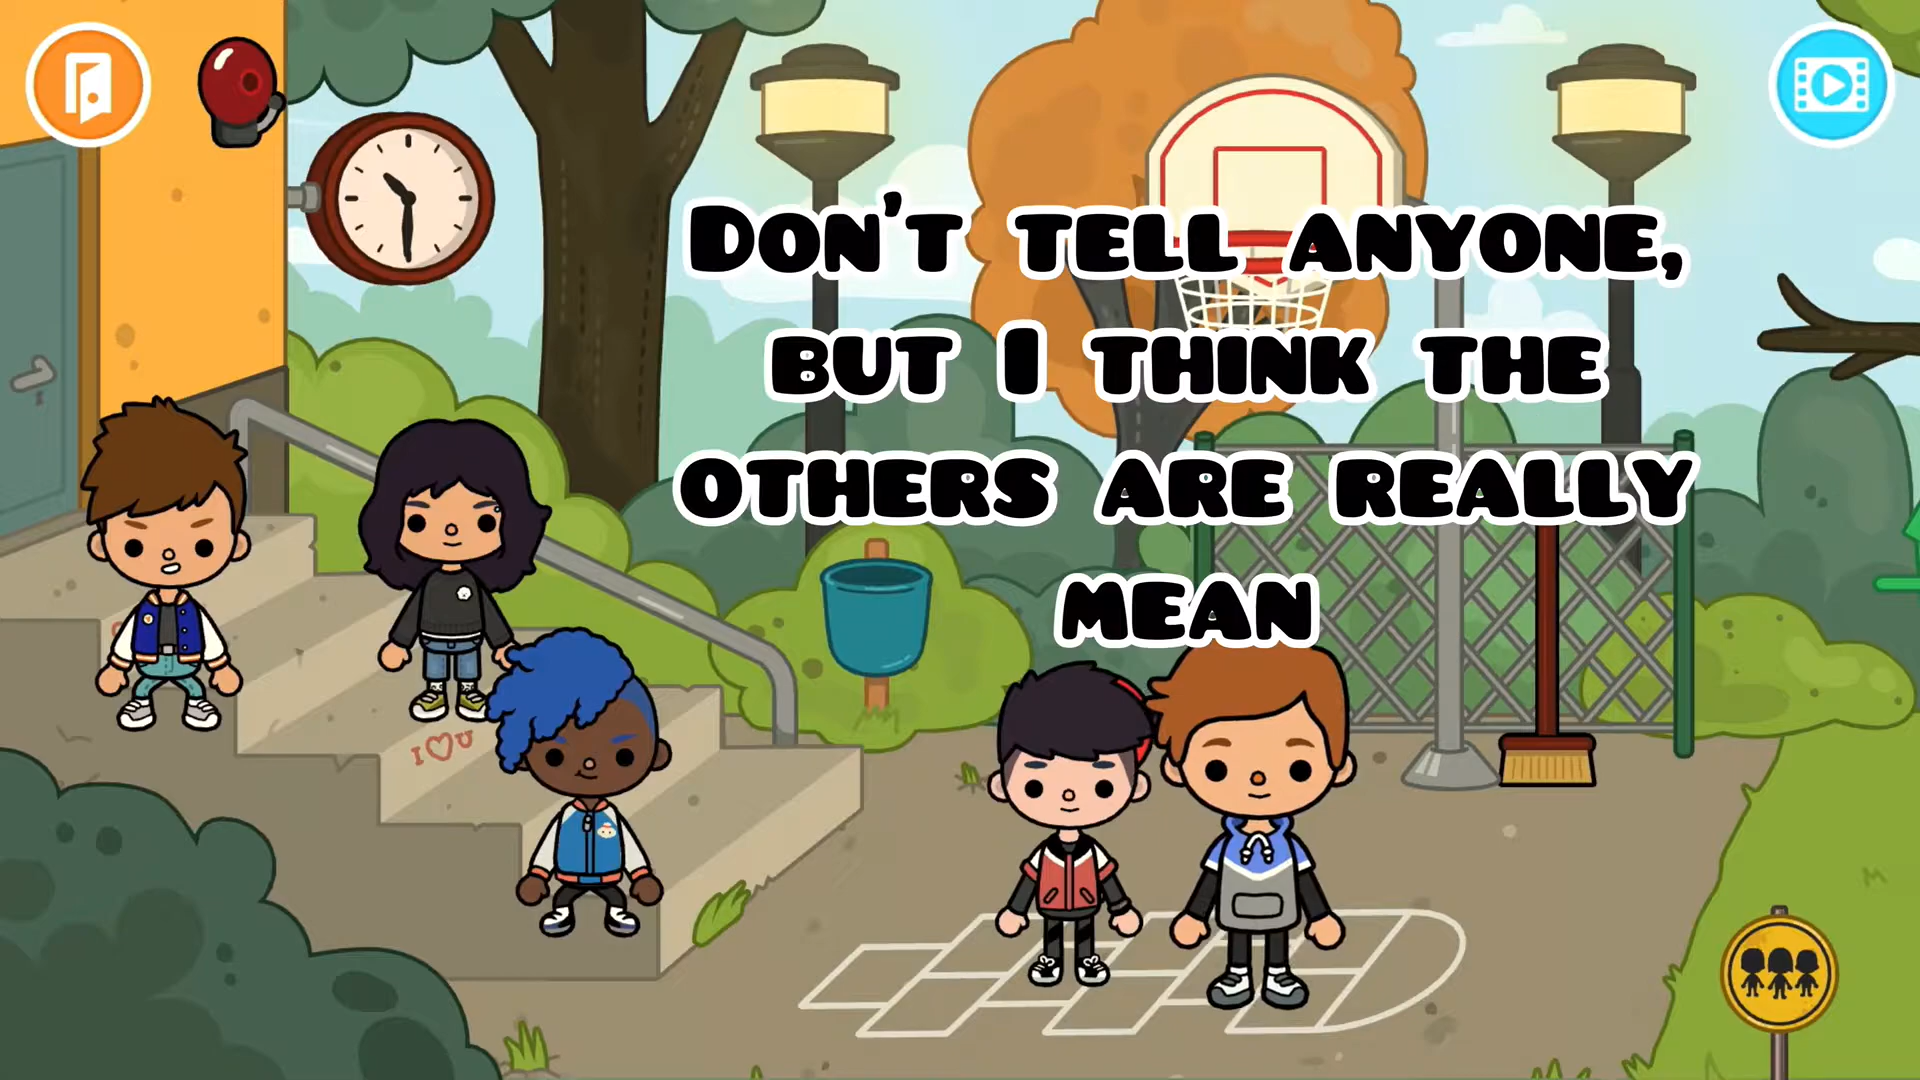 Don't tell anyone,
but I think the
others are really
mean
I ♡ U